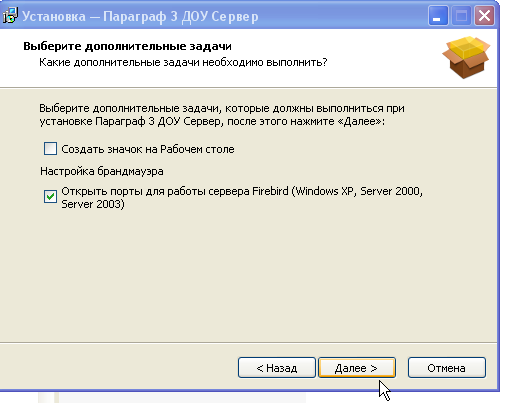 Установка — Параграф 3 ДОУ Сервер
Выберите дополнительные задачи
Какие дополнительные задачи необходимо выполнить?
Выберите дополнительные задачи, которые должны выполниться при
установке Параграф 3 ДОУ Сервер, после этого нажмите «Далее»:
Создать значок на Рабочем столе
Настройка брандмауэра
Открыть порты для работы сервера Firebird (Windows XP, Server 2000,
Server 2003)
< Назад
Далее >
Отмена